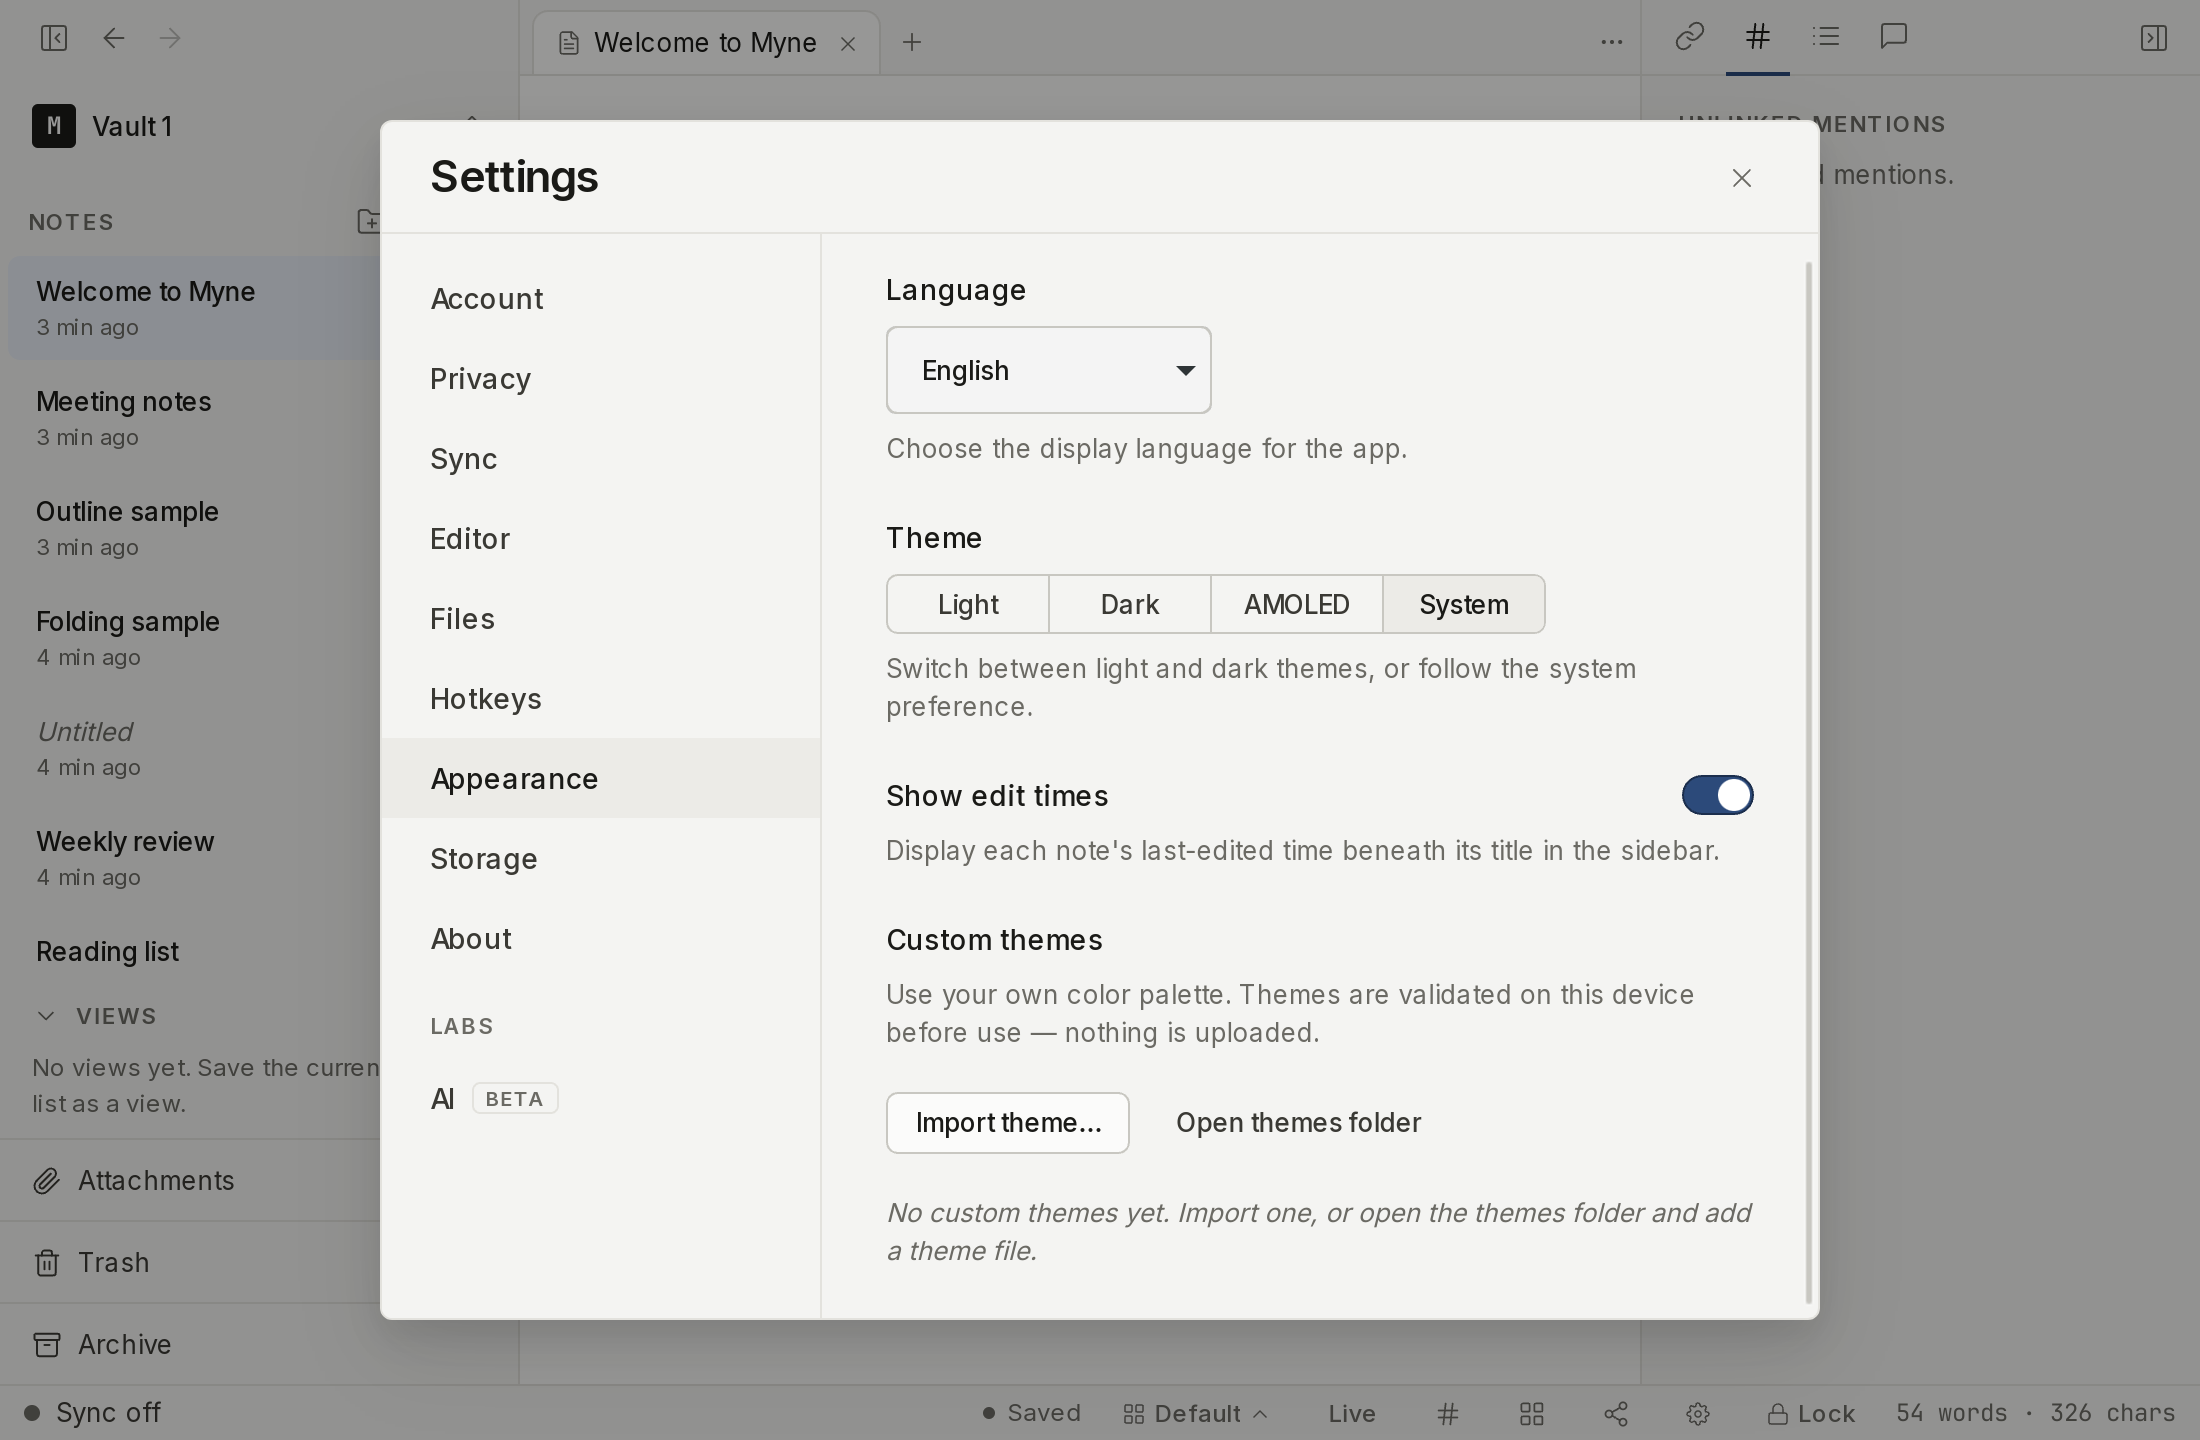 Welcome to Myne
M Vault 1
MENTIONS
mentions.
NOTES
Welcome to Myne
3 min ago
Meeting notes
3 min ago
Outline sample
3 min ago
Folding sample
4 min ago
Untitled
4 min ago
Weekly review
4 min ago
Reading list
VIEWS
No views yet. Save the curren
list as a view.
Attachments
Trash
Archive
Settings
Account
Privacy
Sync
Editor
Files
Hotkeys
Appearance
Storage
About
LABS
AI BETA
Language
English
Choose the display language for the app.
Theme
Light Dark AMOLED System
Switch between light and dark themes, or follow the system
preference.
Show edit times
Display each note's last-edited time beneath its title in the sidebar.
Custom themes
Use your own color palette. Themes are validated on this device
before use — nothing is uploaded.
Import theme... Open themes folder
No custom themes yet. Import one, or open the themes folder and add
a theme file.
Sync off Saved Default Live Lock 54 words · 326 chars